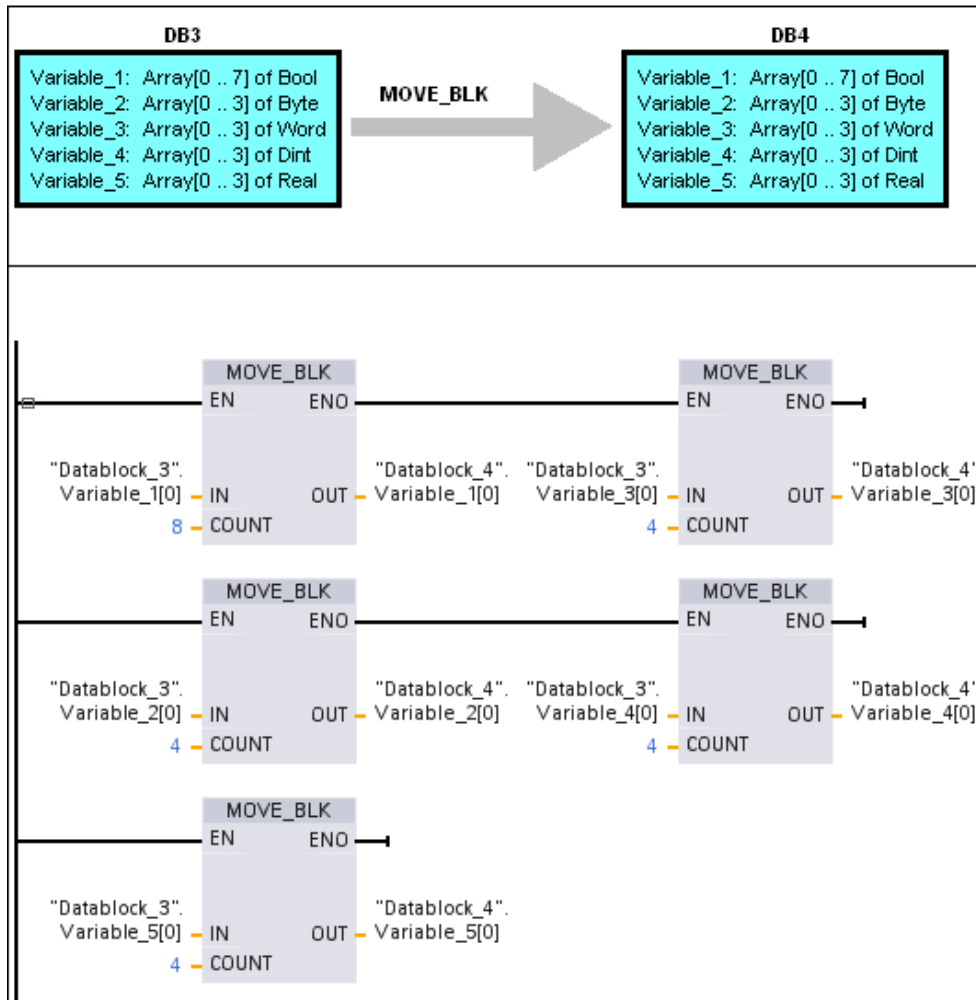 DB3
DB4
Variable_1: Array[0 .. 7] of Bool
Variable_2: Array[0 .. 3] of Byte
Variable_3: Array[0 .. 3] of Word
Variable_4: Array[0 .. 3] of Dint
Variable_5: Array[0 .. 3] of Real
MOVE_BLK
Variable_1: Array[0 .. 7] of Bool
Variable_2: Array[0 .. 3] of Byte
Variable_3: Array[0 .. 3] of Word
Variable_4: Array[0 .. 3] of Dint
Variable_5: Array[0 .. 3] of Real
MOVE_BLK
EN ENO
"Datablock_3".
Variable_1[0]
IN OUT
"Datablock_4".
Variable_1[0]
8 COUNT
MOVE_BLK
EN ENO
"Datablock_3".
Variable_3[0]
IN OUT
"Datablock_4"
Variable_3[0]
4 COUNT
MOVE_BLK
EN ENO
"Datablock_3".
Variable_2[0]
IN OUT
"Datablock_4".
Variable_2[0]
4 COUNT
MOVE_BLK
EN ENO
"Datablock_3".
Variable_4[0]
IN OUT
"Datablock_4"
Variable_4[0]
4 COUNT
MOVE_BLK
EN ENO
"Datablock_3".
Variable_5[0]
IN OUT
"Datablock_4".
Variable_5[0]
4 COUNT